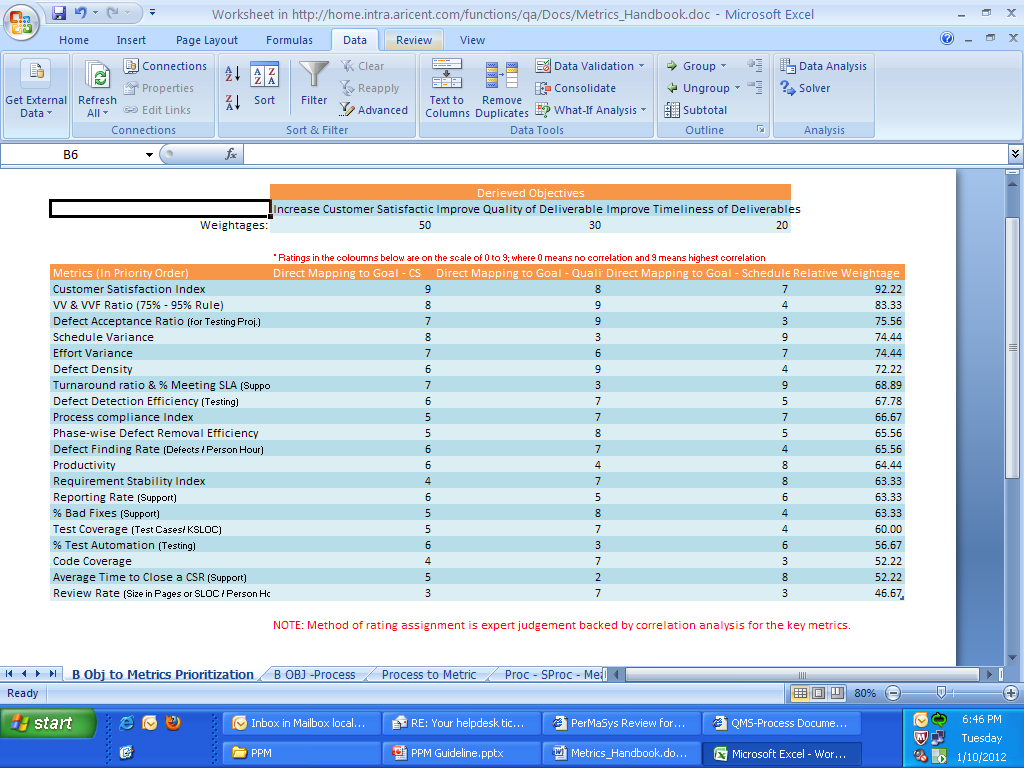 Worksheet in http://home.intra.aricent.com/functions/qa/Docs/Metrics_Handbook.doc - Microsoft Excel
Home Insert Page Layout Formulas Data Review View
Get External Data
Refresh All
Connections
Properties
Edit Links
Connections
Sort
Filter
Clear
Reapply
Advanced
Sort & Filter
Text to Columns
Remove Duplicates
Data Validation
Consolidate
What-If Analysis
Data Tools
Group
Ungroup
Subtotal
Outline
Data Analysis
Solver
Analysis
B6 fx
Derieved Objectives
Increase Customer Satisfactic Improve Quality of Deliverable Improve Timeliness of Deliverables
Weightages: 50 30 20
* Ratings in the coloumns below are on the scale of 0 to 9; where 0 means no correlation and 9 means highest correlation
Metrics (In Priority Order) Direct Mapping to Goal - CS Direct Mapping to Goal - Quali Direct Mapping to Goal - Schedule Relative Weightage
Customer Satisfaction Index 9 8 7 92.22
VV & VVF Ratio (75% - 95% Rule) 8 9 4 83.33
Defect Acceptance Ratio (for Testing Proj.) 7 9 3 75.56
Schedule Variance 8 3 9 74.44
Effort Variance 7 6 7 74.44
Defect Density 6 9 4 72.22
Turnaround ratio & % Meeting SLA (Suppo 7 3 9 68.89
Defect Detection Efficiency (Testing) 6 7 5 67.78
Process compliance Index 5 7 7 66.67
Phase-wise Defect Removal Efficiency 5 8 5 65.56
Defect Finding Rate (Defects / Person Hour) 6 7 4 65.56
Productivity 6 4 8 64.44
Requirement Stability Index 4 7 8 63.33
Reporting Rate (Support) 6 5 6 63.33
% Bad Fixes (Support) 5 8 4 63.33
Test Coverage (Test Cases/ KSLOC) 5 7 4 60.00
% Test Automation (Testing) 6 3 6 56.67
Code Coverage 4 7 3 52.22
Average Time to Close a CSR (Support) 5 2 8 52.22
Review Rate (Size in Pages or SLOC / Person Hc 3 7 3 46.67
NOTE: Method of rating assignment is expert judgement backed by correlation analysis for the key metrics.
B Obj to Metrics Prioritization B OBJ -Process Process to Metric Proc - SProc - Mea
Ready 80%
start Inbox in Mailbox local... RE: Your helpdesk tic... PerMaSys Review for... QMS-Process Docume... 6:46 PM
Tuesday
PPM PPM Guideline.pptx Metrics_Handbook.do... Microsoft Excel - Wor... 1/10/2012